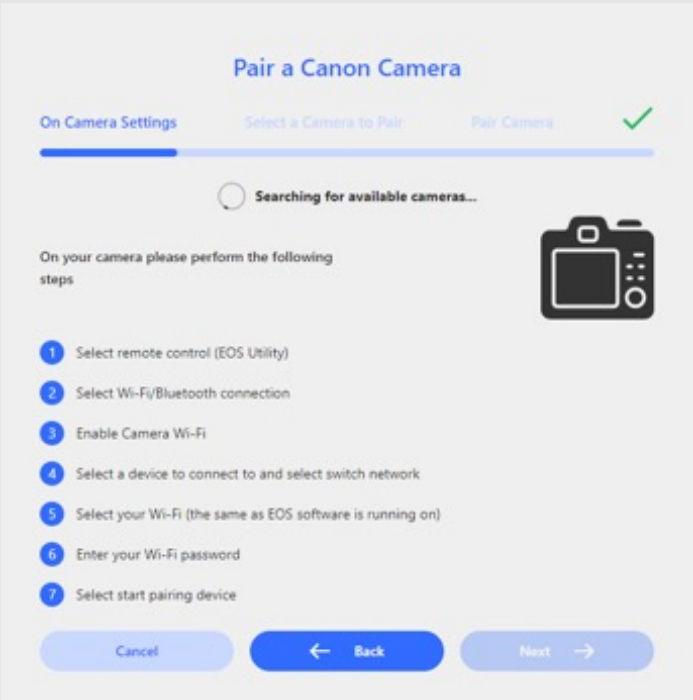 Pair a Canon Camera
On Camera Settings
Select a Camera to Pair
Pair Camera
Searching for available cameras...
On your camera please perform the following
steps
1 Select remote control (EOS Utility)
2 Select Wi-Fi/Bluetooth connection
3 Enable Camera Wi-Fi
4 Select a device to connect to and select switch network
5 Select your Wi-Fi (the same as EOS software is running on)
6 Enter your Wi-Fi password
7 Select start pairing device
Cancel
Back
Next